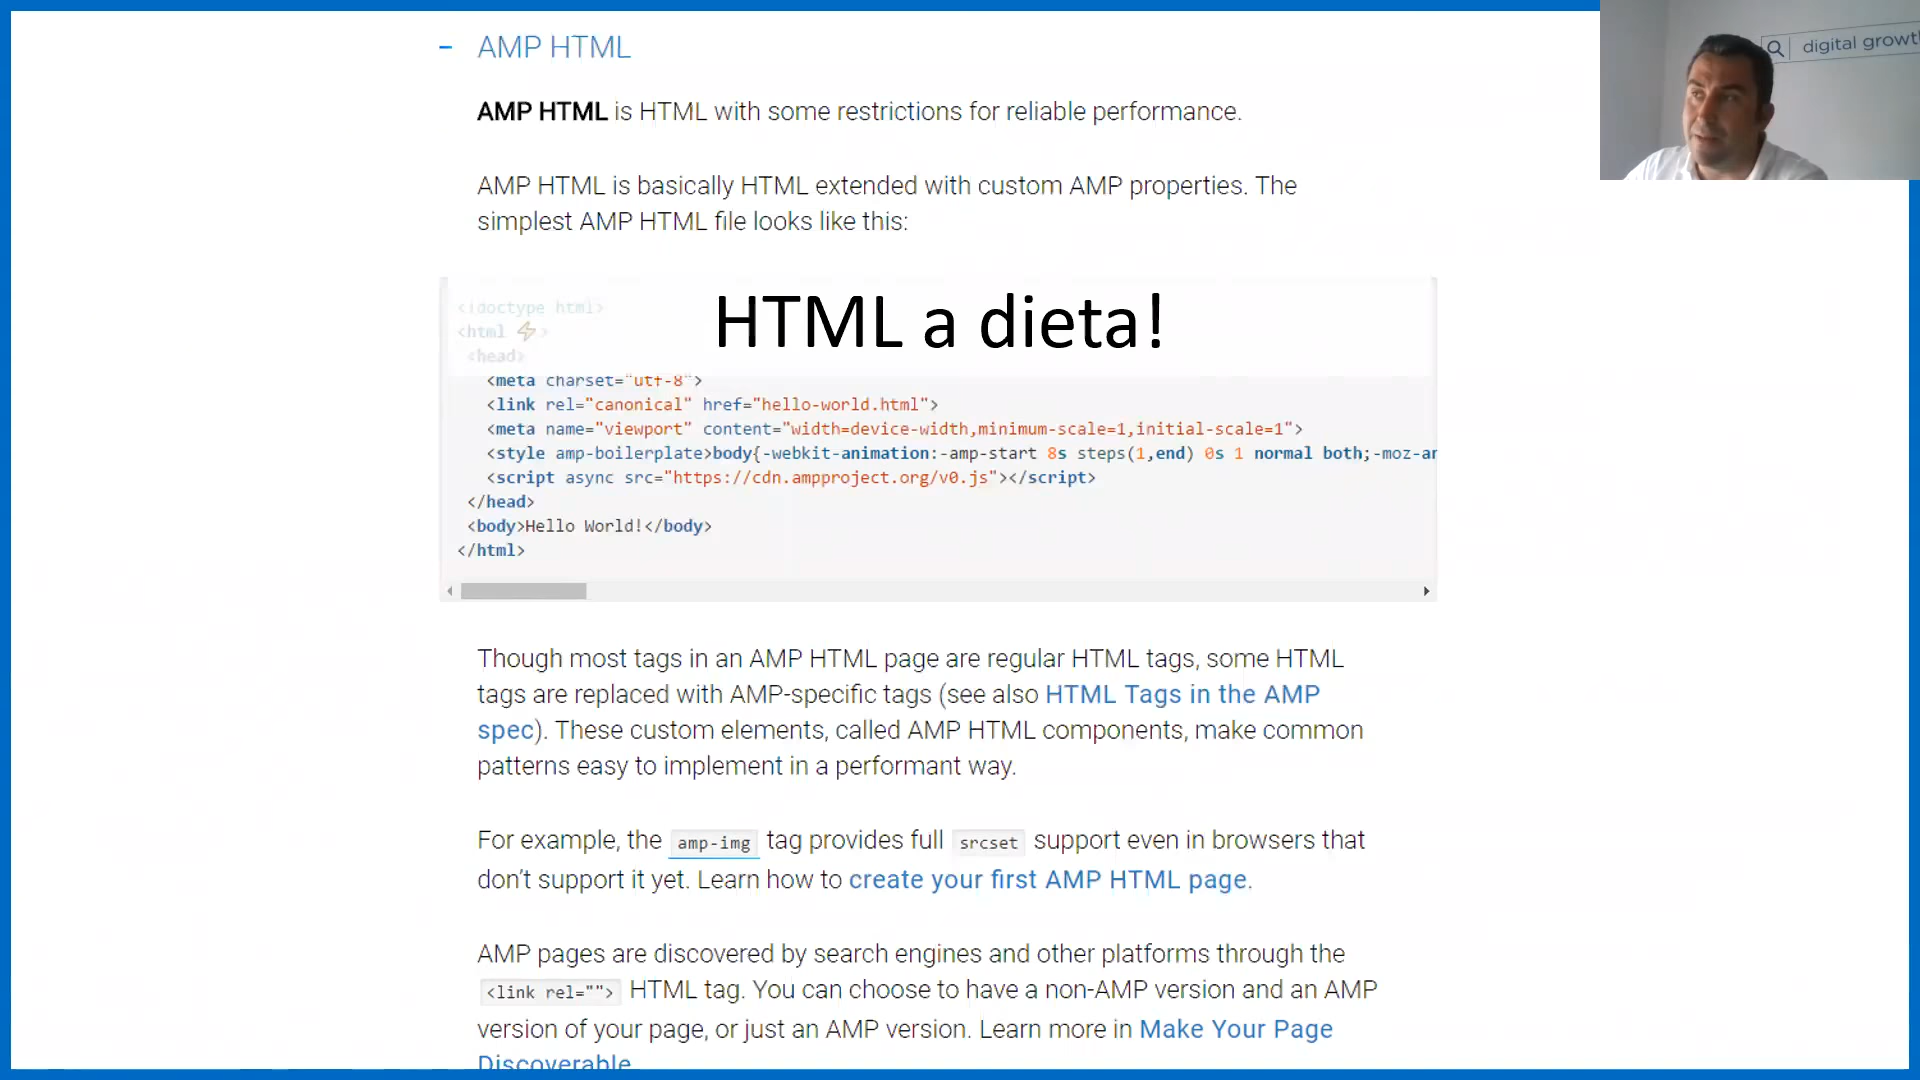 − AMP HTML
digital growth
AMP HTML is HTML with some restrictions for reliable performance.
AMP HTML is basically HTML extended with custom AMP properties. The
simplest AMP HTML file looks like this:
HTML a dieta!
<!doctype html>
<html ⚡>
<head>
<meta charset="utf-8">
<link rel="canonical" href="hello-world.html">
<meta name="viewport" content="width=device-width,minimum-scale=1,initial-scale=1">
<style amp-boilerplate>body{-webkit-animation:-amp-start 8s steps(1,end) 0s 1 normal both;-moz-an
<script async src="https://cdn.ampproject.org/v0.js"></script>
</head>
<body>Hello World!</body>
</html>
Though most tags in an AMP HTML page are regular HTML tags, some HTML
tags are replaced with AMP-specific tags (see also HTML Tags in the AMP
spec). These custom elements, called AMP HTML components, make common
patterns easy to implement in a performant way.
For example, the amp-img tag provides full srcset support even in browsers that
don’t support it yet. Learn how to create your first AMP HTML page.
AMP pages are discovered by search engines and other platforms through the
<link rel=""> HTML tag. You can choose to have a non-AMP version and an AMP
version of your page, or just an AMP version. Learn more in Make Your Page
Discoverable